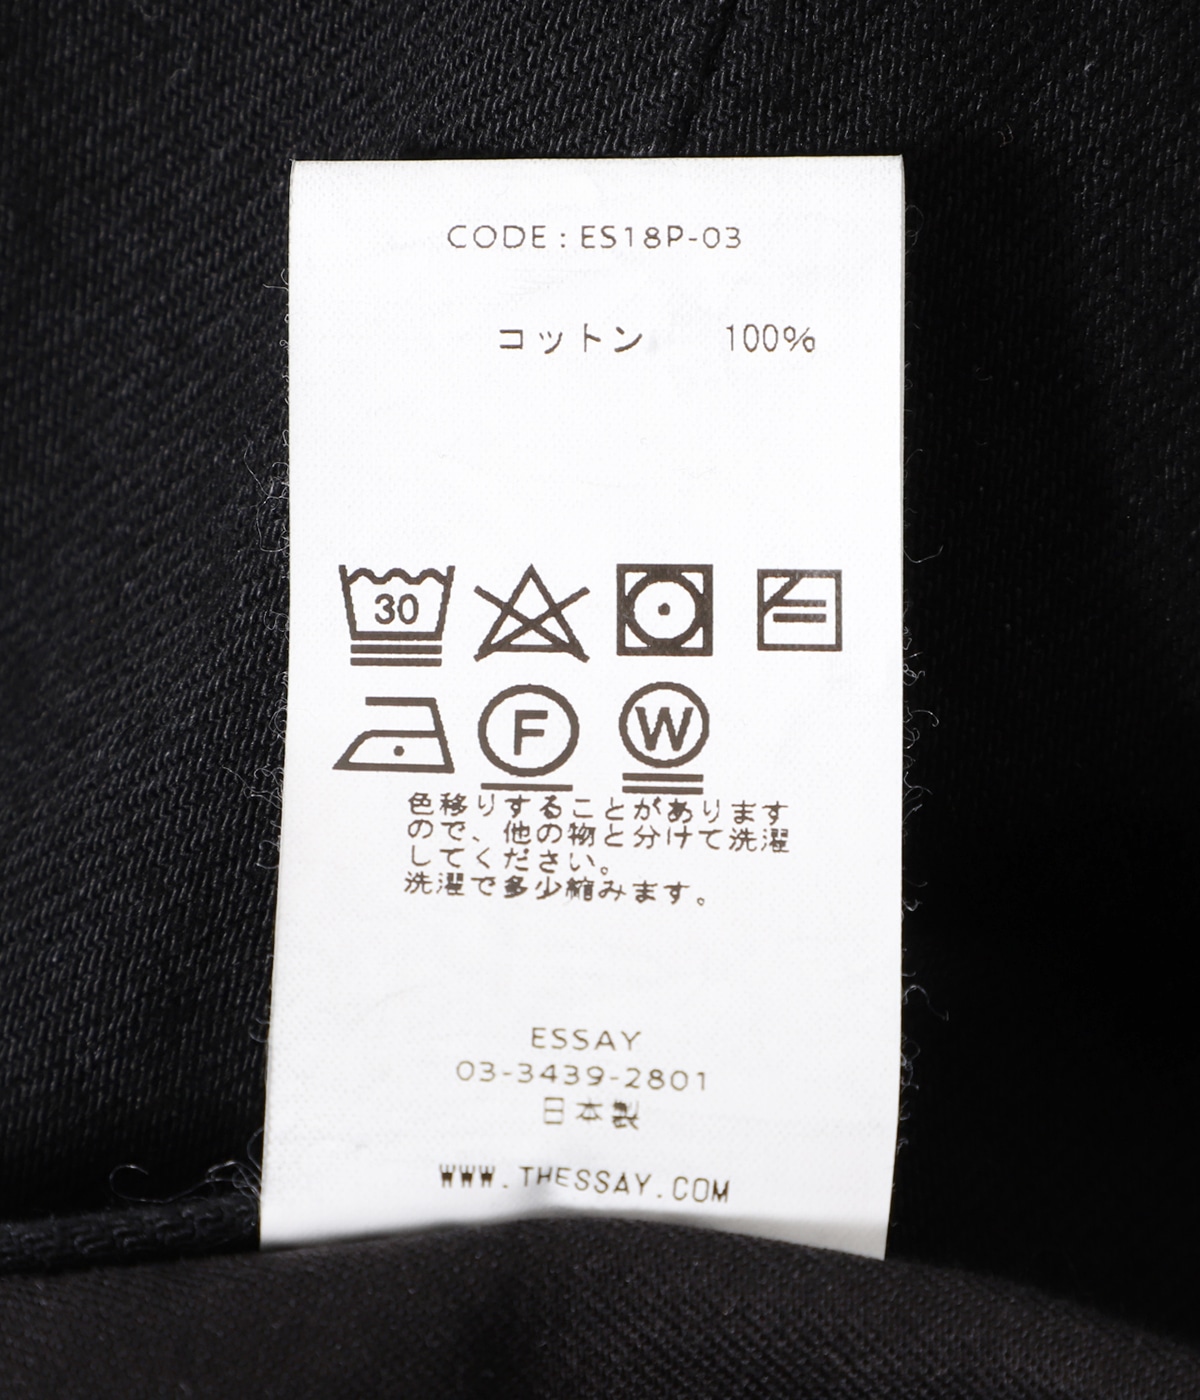 CODE : ES18P-03
コットン 100%
30
F W
色移りすることがあります
ので、他の物と分けて洗濯
してください。
洗濯で多少縮みます。
ESSAY
03-3439-2801
日本製
WWW.THESSAY.COM